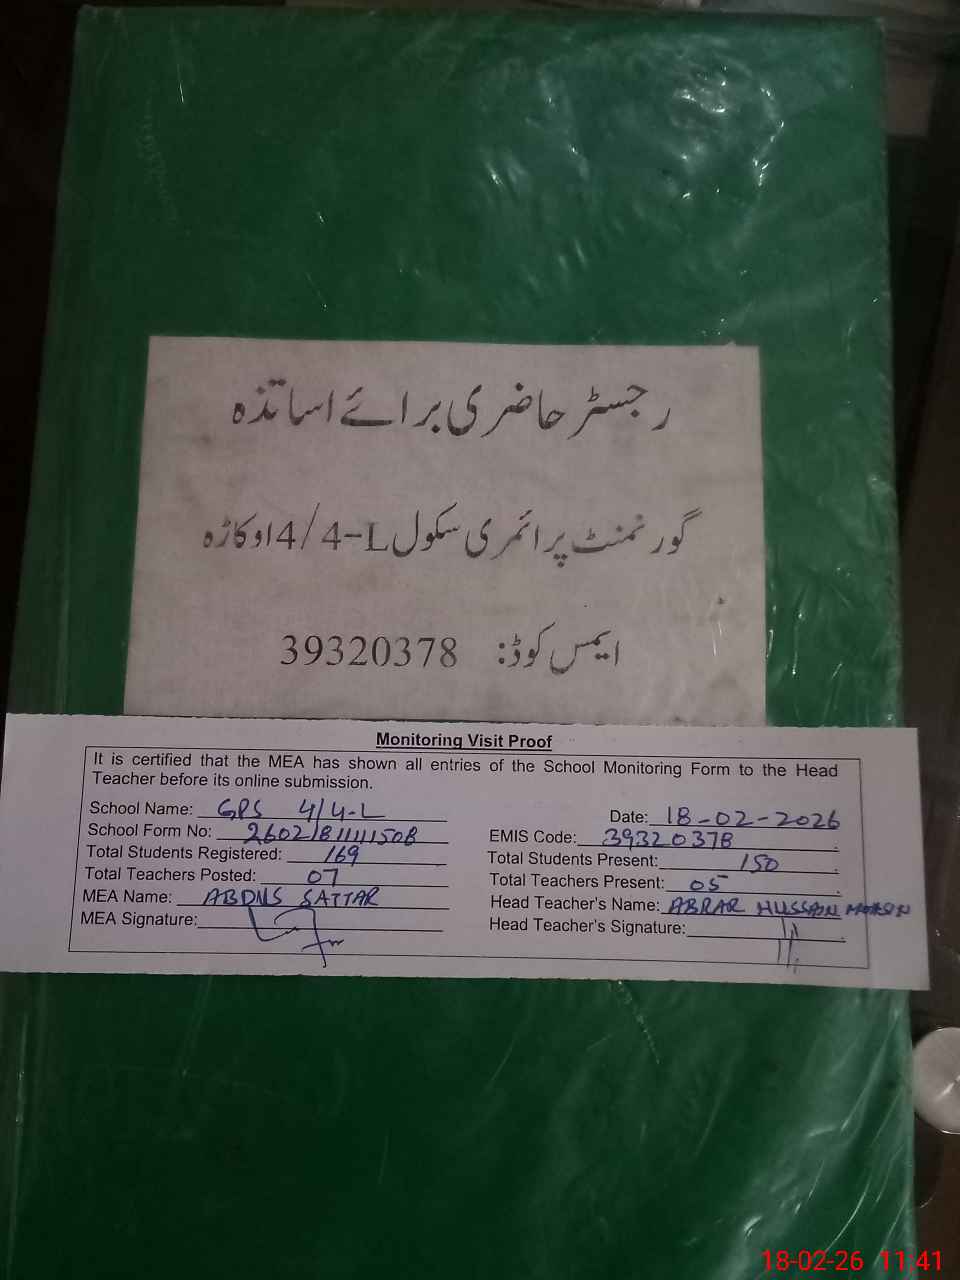 رجسٹر حاضری برائے اساتذہ
گورنمنٹ پرائمری سکول 4/4-L اوکاڑہ
ایمس کوڈ: 39320378
Monitoring Visit Proof
It is certified that the MEA has shown all entries of the School Monitoring Form to the Head
Teacher before its online submission.
School Name: GPS 4/4-L Date: 18-02-2026
School Form No: EMIS Code: 39320378
Total Students Registered: 169 Total Students Present: 150
Total Teachers Posted: 07 Total Teachers Present: 05
MEA Name: ABDUS SATTAR Head Teacher's Name: ABRAR HUSSAIN MOHSIN
MEA Signature: Head Teacher's Signature:
18-02-26 11:41